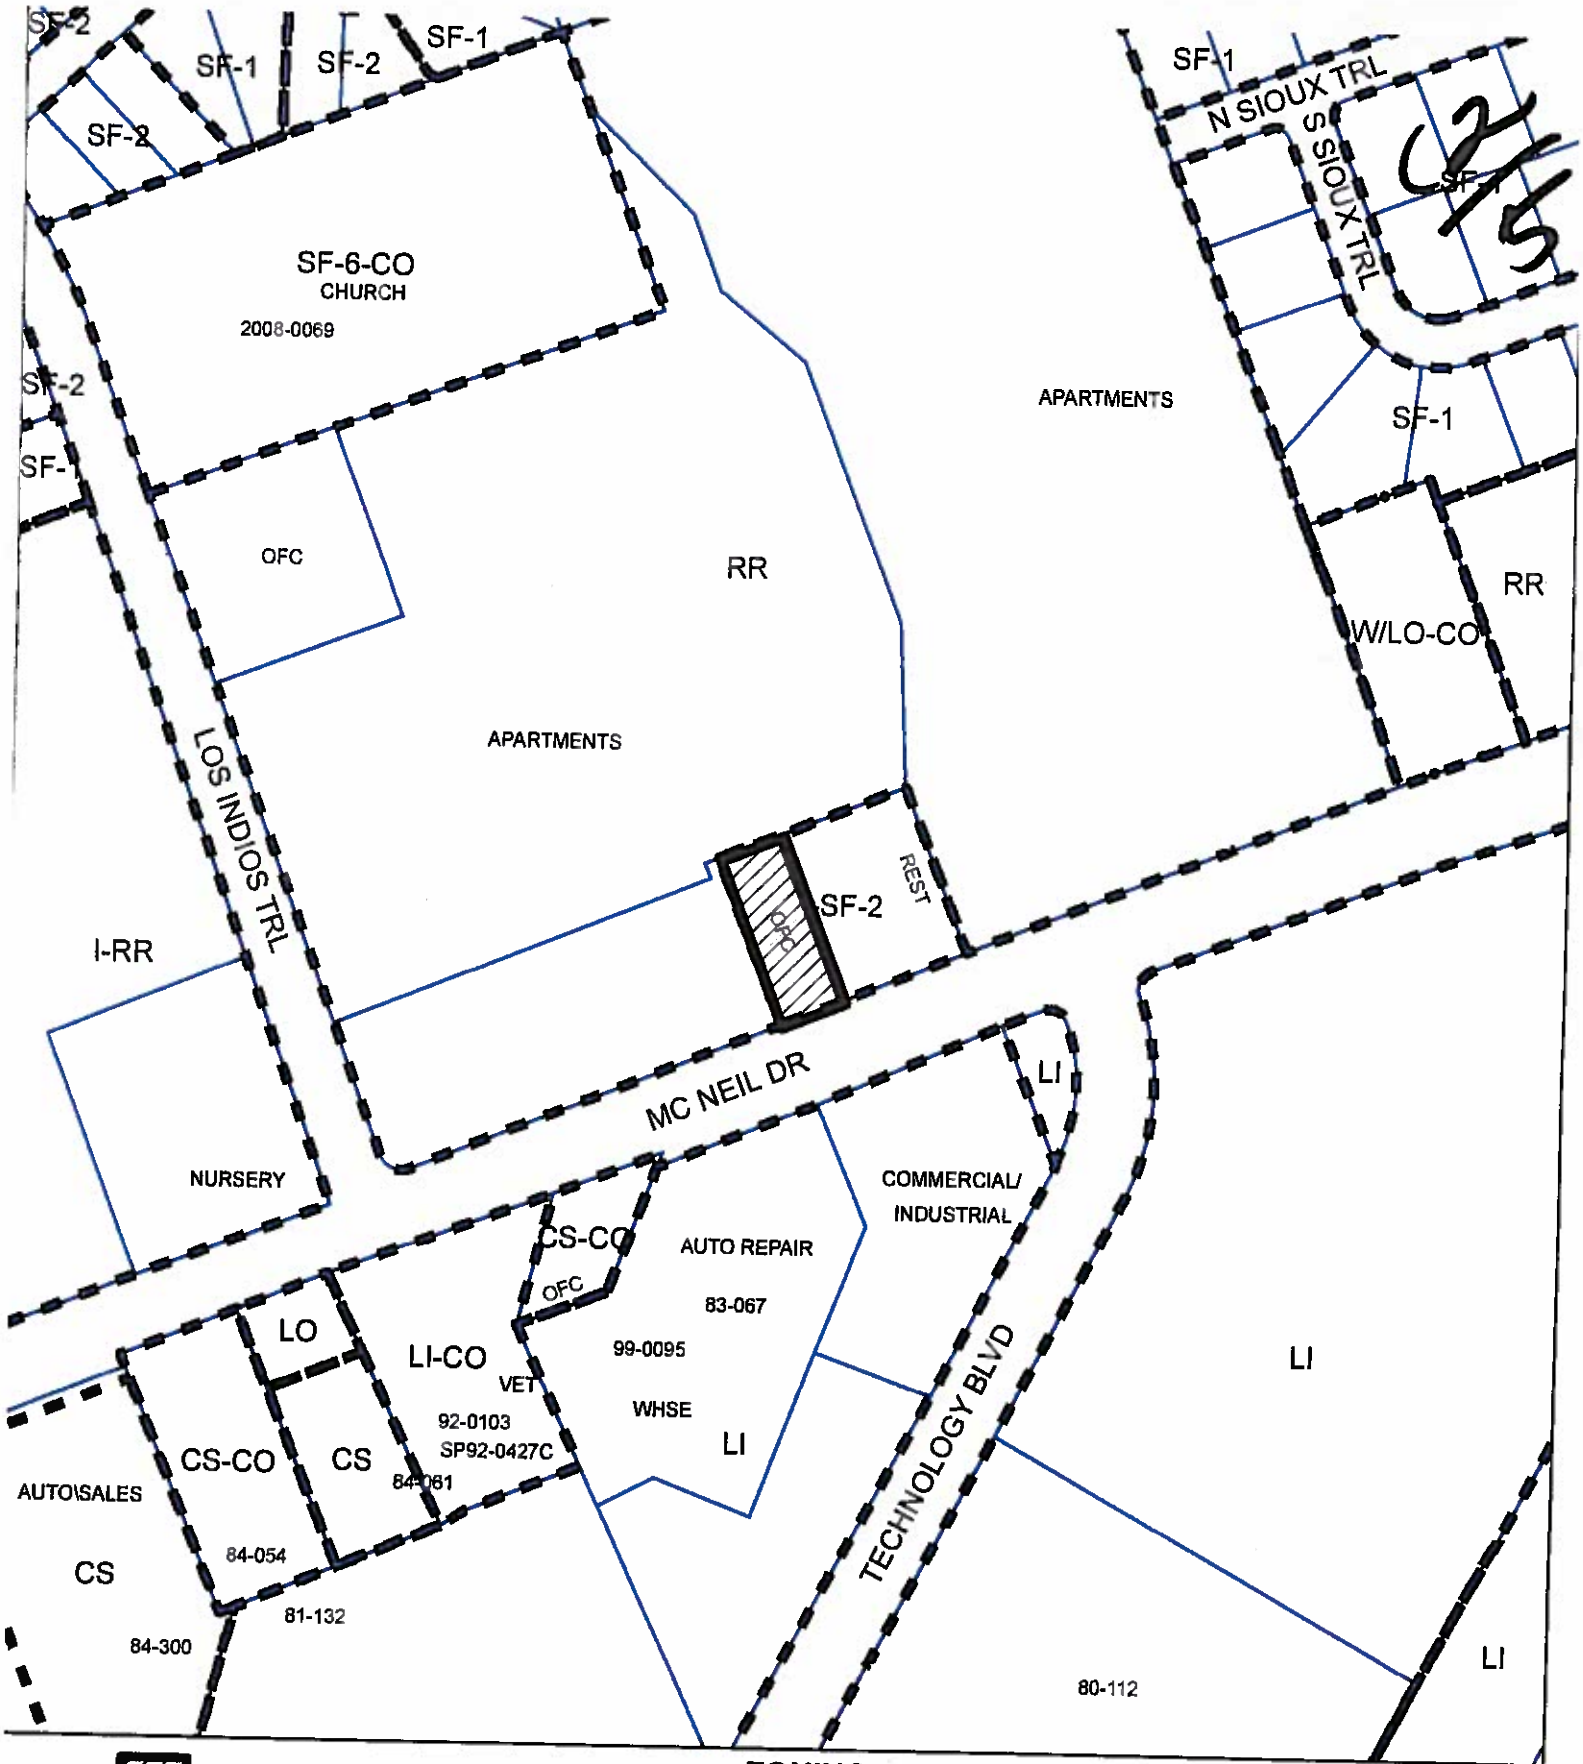 SF-2
SF-1
SF-2
SF-1
SF-1
N SIOUX TRL
S SIOUX TRL
C2
15
SF-1
SF-2
SF-6-CO
CHURCH
2008-0069
SF-2
SF-1
APARTMENTS
SF-1
OFC
RR
RR
W/LO-CO
APARTMENTS
LOS INDIOS TRL
REST
SF-2
OFC
I-RR
MC NEIL DR
LI
NURSERY
COMMERCIAL/
INDUSTRIAL
CS-CO
AUTO REPAIR
OFC
83-067
LO
LI-CO
99-0095
LI
VET
WHSE
92-0103
SP92-0427C
LI
CS-CO
CS
84-061
AUTO\SALES
TECHNOLOGY BLVD
84-054
CS
81-132
84-300
LI
80-112